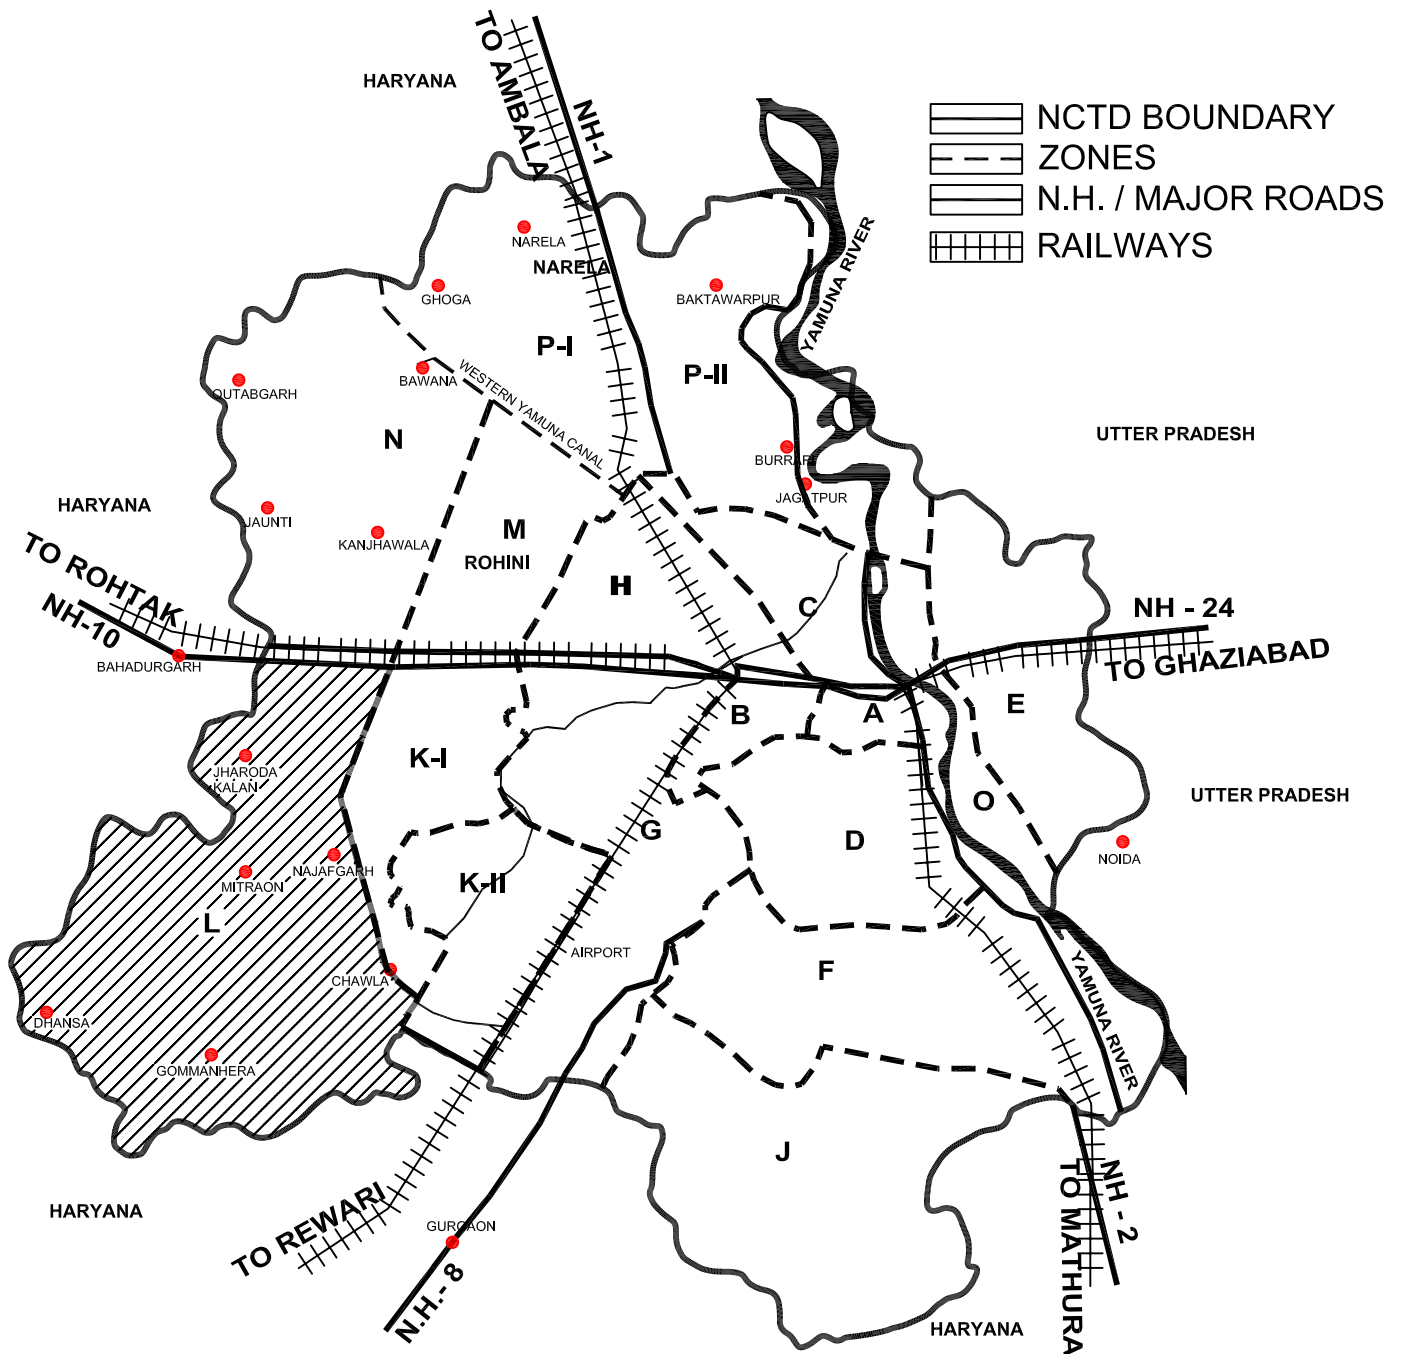 TO AMBALA
HARYANA
NH-1
NCTD BOUNDARY
ZONES
N.H. / MAJOR ROADS
RAILWAYS
NARELA
NARELA
GHOGA
BAKTAWARPUR
YAMUNA RIVER
P-I
P-II
BAWANA
WESTERN YAMUNA CANAL
QUTABGARH
N
UTTER PRADESH
BURRARI
JAGATPUR
HARYANA
JAUNTI
KANJHAWALA
M
ROHINI
H
C
TO ROHTAK
NH-10
BAHADURGARH
NH - 24
TO GHAZIABAD
B
A
E
K-I
JHARODA
KALAN
O
UTTER PRADESH
G
D
NOIDA
NAJAFGARH
MITRAON
K-II
L
AIRPORT
F
CHAWLA
YAMUNA RIVER
DHANSA
GOMMANHERA
J
HARYANA
TO REWARI
GURGAON
N.H.- 8
NH - 2
TO MATHURA
HARYANA